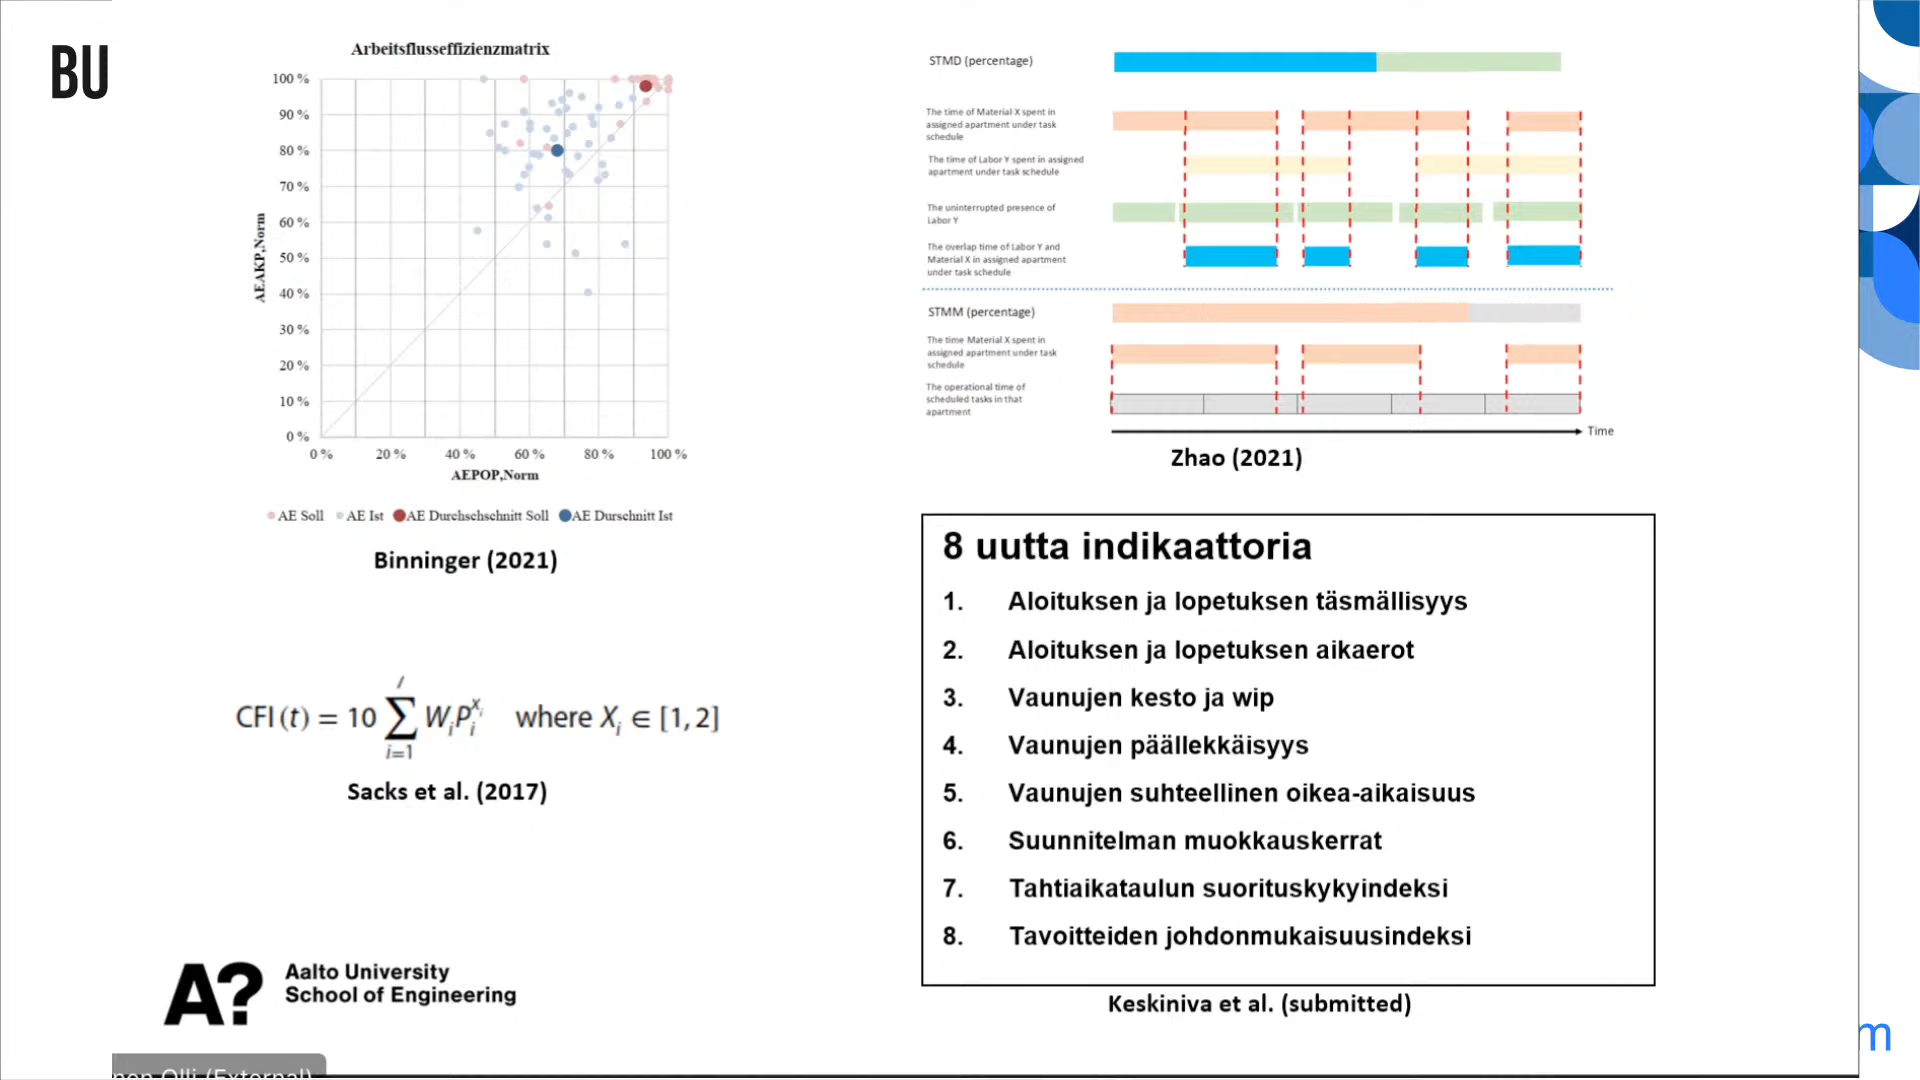 BU
Arbeitsflusseffizienzmatrix
100 %
90 %
80 %
70 %
60 %
50 %
40 %
30 %
20 %
10 %
0 %
AEAKP,Norm
0 %
20 %
40 %
60 %
80 %
100 %
AEPOP,Norm
AE Soll
AE Ist
AE Durchschschnitt Soll
AE Durschnitt Ist
Binninger (2021)
CFI (t) = 10 ∑ WᵢPᵢ^Xᵢ where Xᵢ ∈ [1, 2]
I
i=1
Sacks et al. (2017)
A?
Aalto University
School of Engineering
STMD (percentage)
The time of Material X spent in
assigned apartment under task
schedule
The time of Labor Y spent in assigned
apartment under task schedule
The uninterrupted presence of
Labor Y
The overlap time of Labor Y and
Material X in assigned apartment
under task schedule
STMM (percentage)
The time Material X spent in
assigned apartment under task
schedule
The operational time of
scheduled tasks in that
apartment
Time
Zhao (2021)
8 uutta indikaattoria
1. Aloituksen ja lopetuksen täsmällisyys
2. Aloituksen ja lopetuksen aikaerot
3. Vaunujen kesto ja wip
4. Vaunujen päällekkäisyys
5. Vaunujen suhteellinen oikea-aikaisuus
6. Suunnitelman muokkauskerrat
7. Tahtiaikataulun suorituskykyindeksi
8. Tavoitteiden johdonmukaisuusindeksi
Keskiniva et al. (submitted)
m
nen Olli (External)